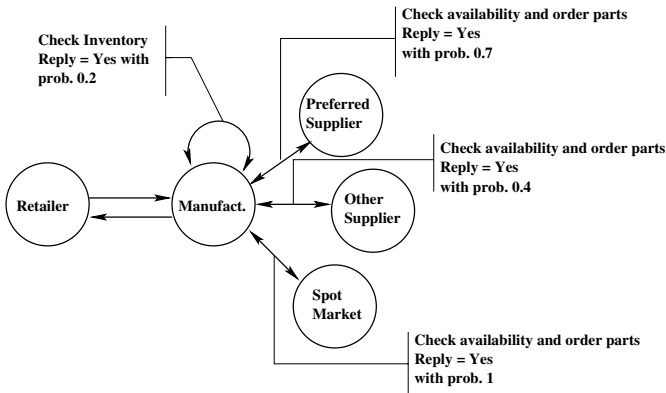 Check availability and order parts
Reply = Yes
with prob. 0.7
Check Inventory
Reply = Yes with
prob. 0.2
Preferred
Supplier
Check availability and order parts
Reply = Yes
with prob. 0.4
Retailer
Manufact.
Other
Supplier
Spot
Market
Check availability and order parts
Reply = Yes
with prob. 1